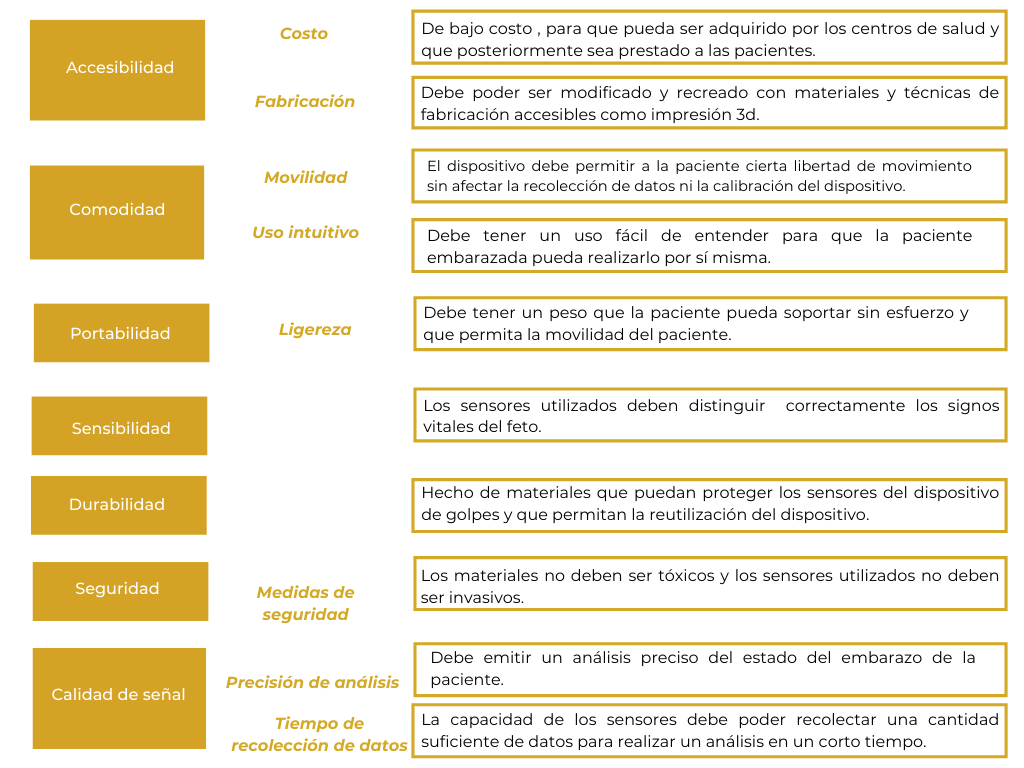 Accesibilidad
Costo
De bajo costo , para que pueda ser adquirido por los centros de salud y
que posteriormente sea prestado a las pacientes.
Fabricación
Debe poder ser modificado y recreado con materiales y técnicas de
fabricación accesibles como impresión 3d.
Comodidad
Movilidad
El dispositivo debe permitir a la paciente cierta libertad de movimiento
sin afectar la recolección de datos ni la calibración del dispositivo.
Uso intuitivo
Debe tener un uso fácil de entender para que la paciente
embarazada pueda realizarlo por sí misma.
Portabilidad
Ligereza
Debe tener un peso que la paciente pueda soportar sin esfuerzo y
que permita la movilidad del paciente.
Sensibilidad
Los sensores utilizados deben distinguir correctamente los signos
vitales del feto.
Durabilidad
Hecho de materiales que puedan proteger los sensores del dispositivo
de golpes y que permitan la reutilización del dispositivo.
Seguridad
Medidas de
seguridad
Los materiales no deben ser tóxicos y los sensores utilizados no deben
ser invasivos.
Calidad de señal
Precisión de análisis
Debe emitir un análisis preciso del estado del embarazo de la
paciente.
Tiempo de
recolección de datos
La capacidad de los sensores debe poder recolectar una cantidad
suficiente de datos para realizar un análisis en un corto tiempo.